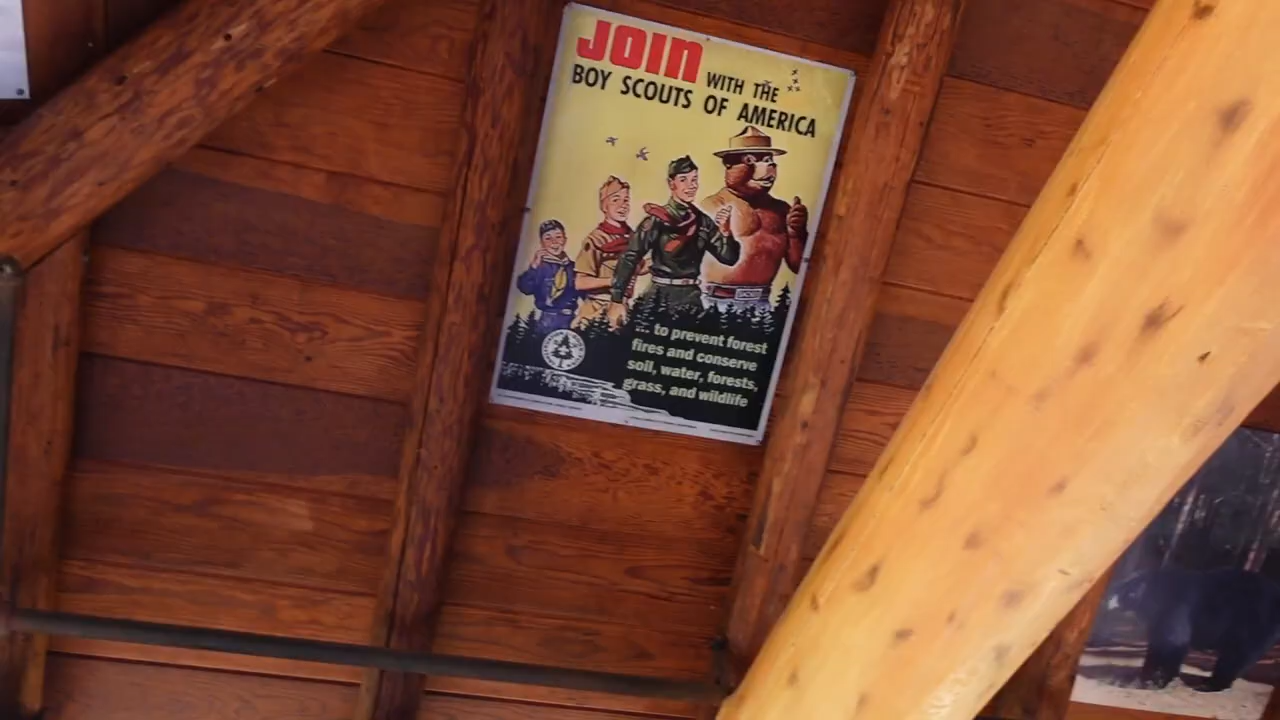 JOIN WITH THE
BOY SCOUTS OF AMERICA
... to prevent forest
fires and conserve
soil, water, forests,
grass, and wildlife